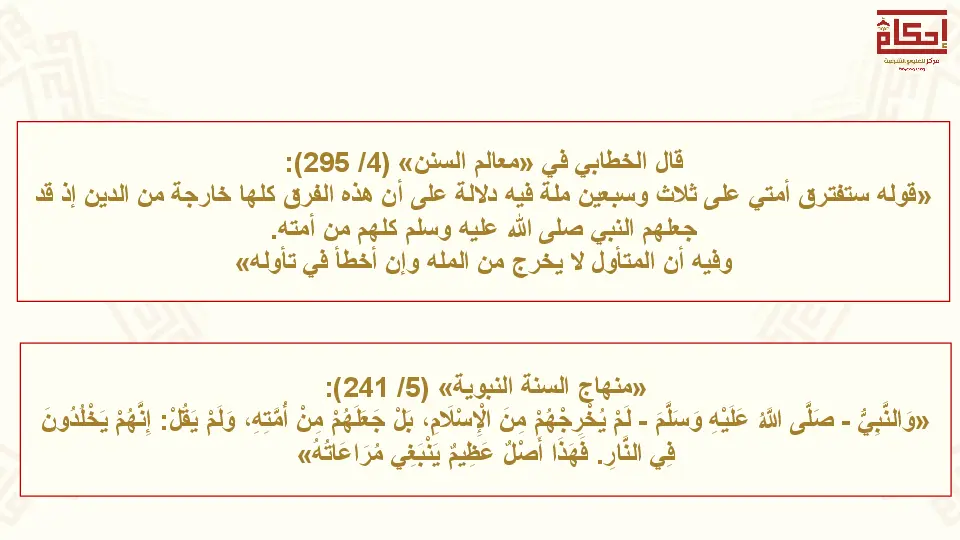 إحكام
مركز للعلوم الشرعية
قال الخطابي في «معالم السنن» (4/ 295):
«قوله ستفترق أمتي على ثلاث وسبعين ملة فيه دلالة على أن هذه الفرق كلها خارجة من الدين إذ قد
جعلهم النبي صلى الله عليه وسلم كلهم من أمته.
وفيه أن المتأول لا يخرج من المله وإن أخطأ في تأوله»
«منهاج السنة النبوية» (5/ 241):
«وَالنَّبِيُّ - صَلَّى اللَّهُ عَلَيْهِ وَسَلَّمَ - لَمْ يُخْرِجْهُمْ مِنَ الْإِسْلَامِ، بَلْ جَعَلَهُمْ مِنْ أُمَّتِهِ، وَلَمْ يَقُلْ: إِنَّهُمْ يَخْلُدُونَ
فِي النَّارِ. فَهَذَا أَصْلٌ عَظِيمٌ يَنْبَغِي مُرَاعَاتُهُ»